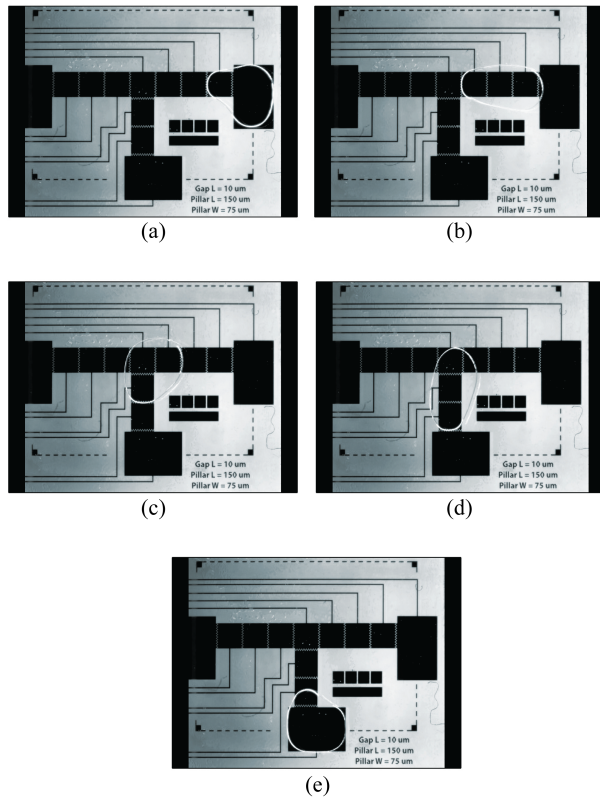 Gap L = 10 um
Pillar L = 150 um
Pillar W = 75 um
(a)
Gap L = 10 um
Pillar L = 150 um
Pillar W = 75 um
(b)
Gap L = 10 um
Pillar L = 150 um
Pillar W = 75 um
(c)
Gap L = 10 um
Pillar L = 150 um
Pillar W = 75 um
(d)
Gap L = 10 um
Pillar L = 150 um
Pillar W = 75 um
(e)